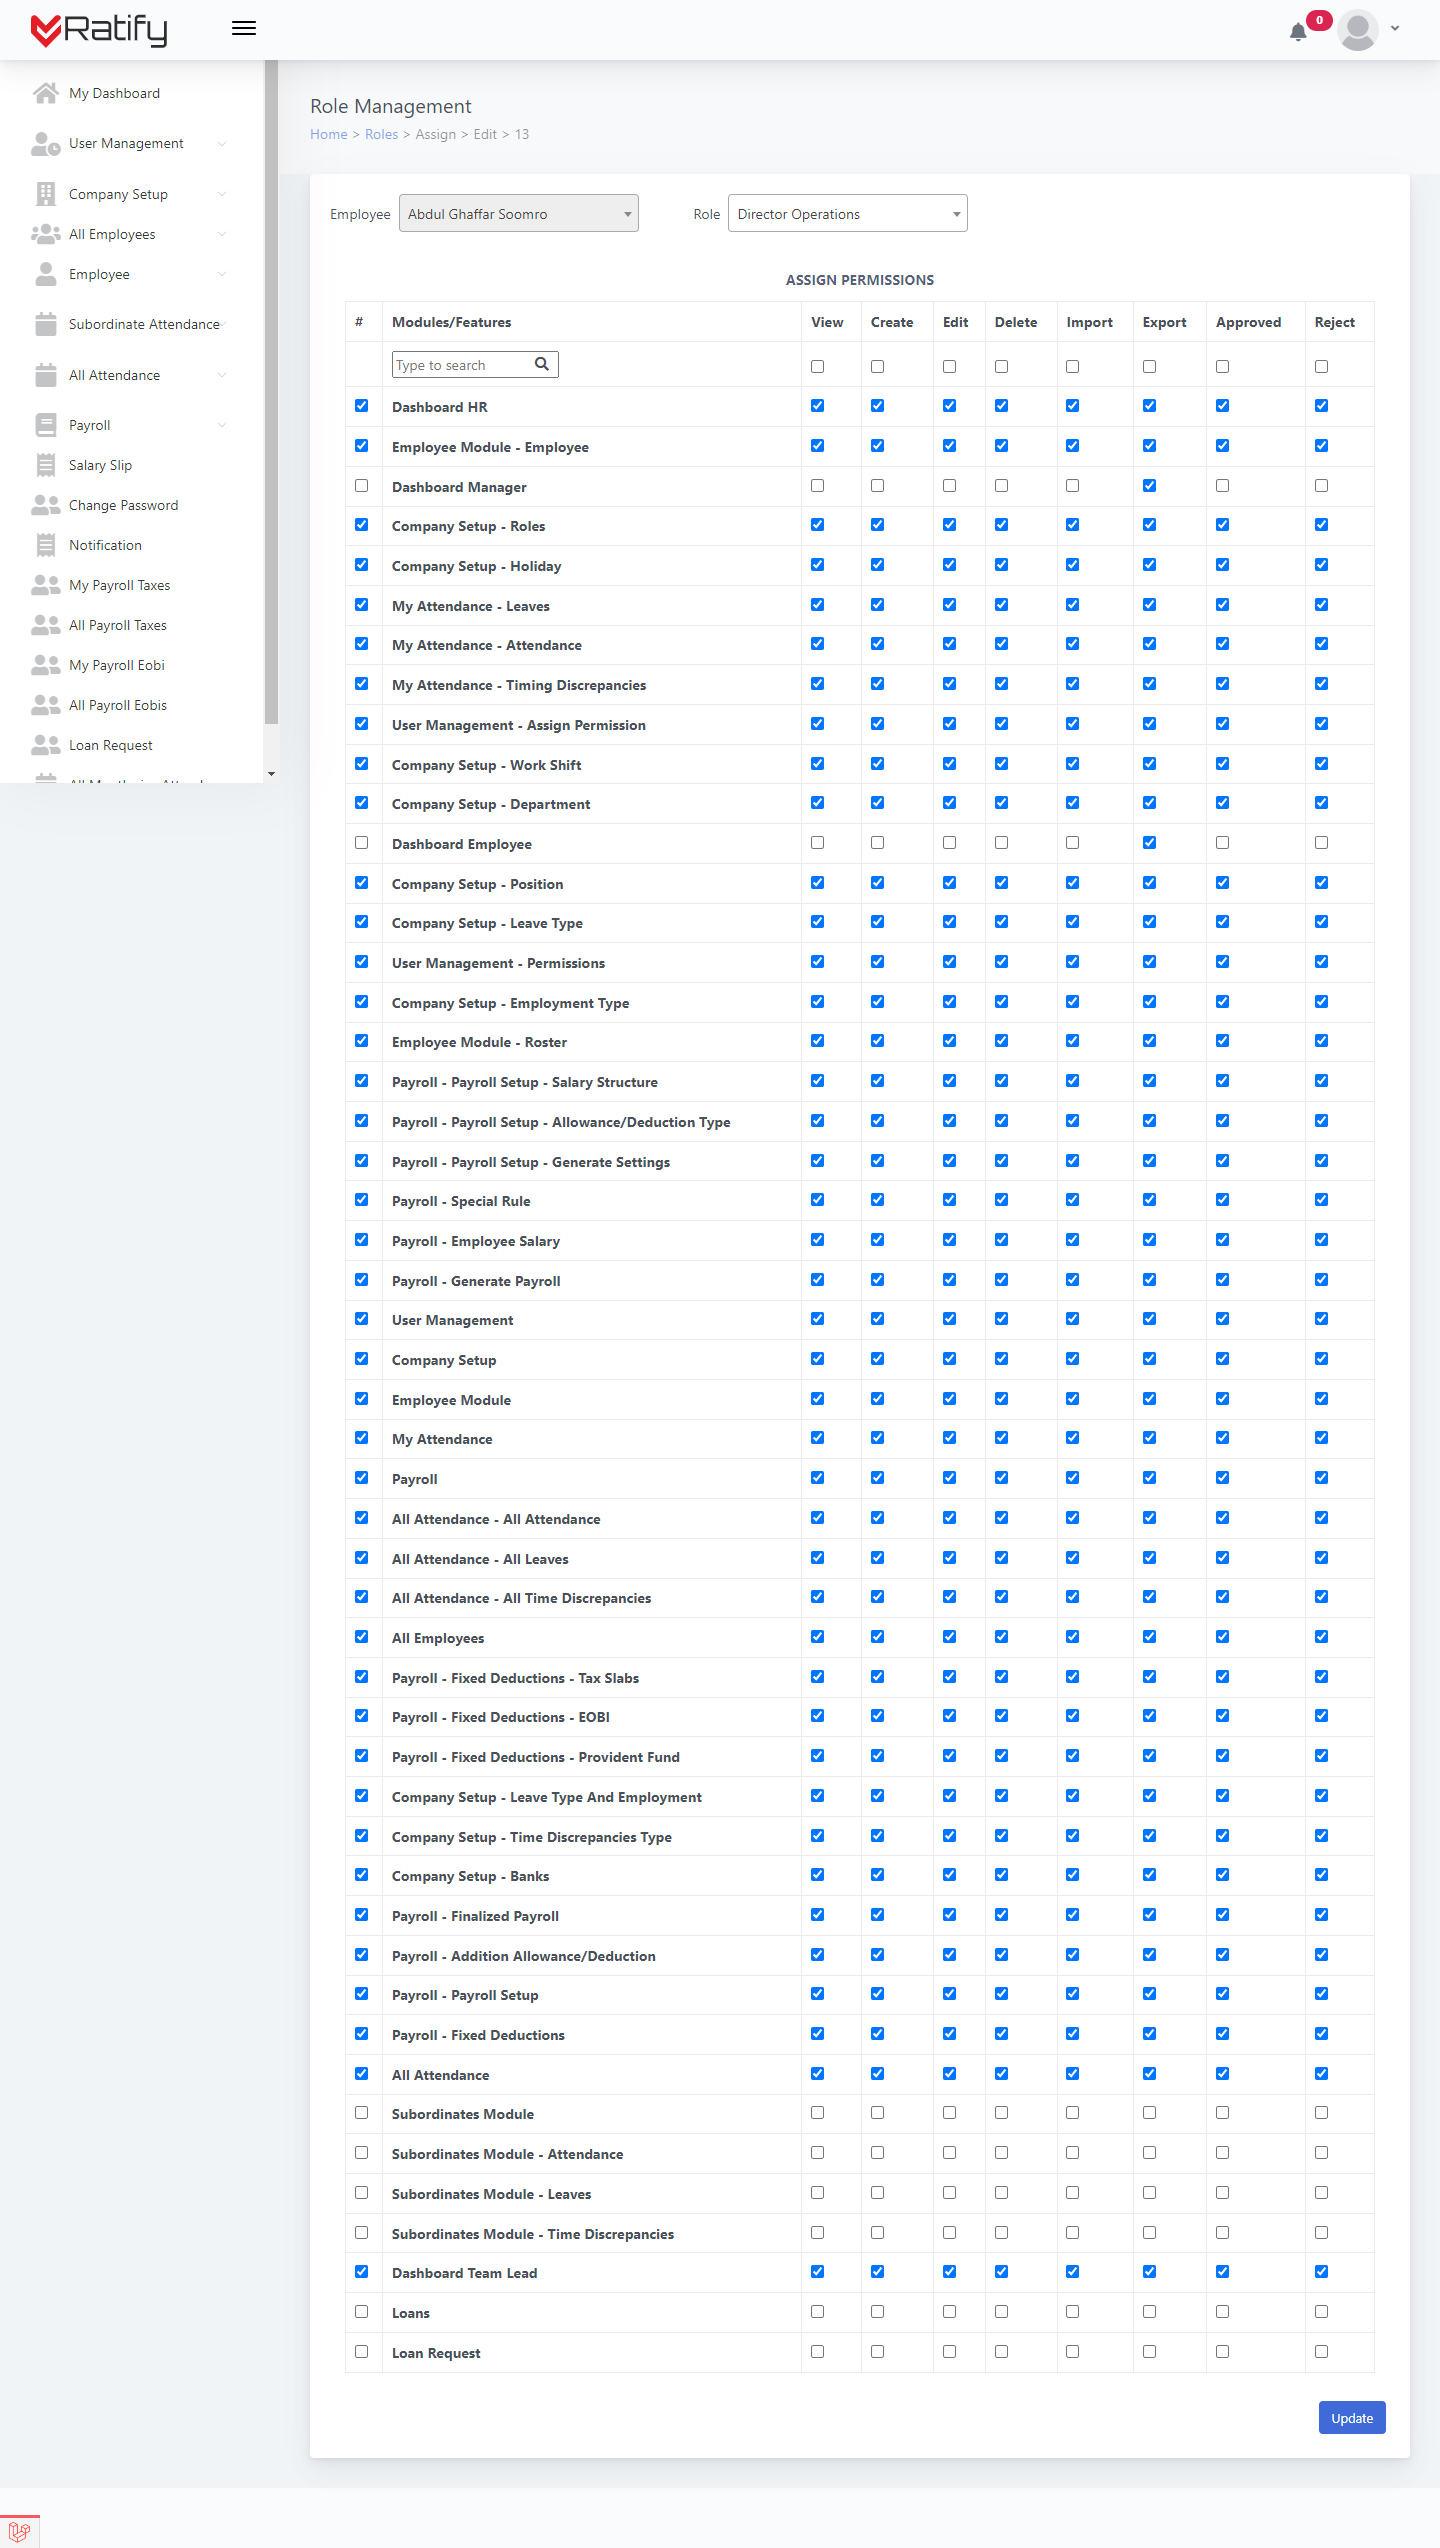 Ratify
0
My Dashboard
User Management
Company Setup
All Employees
Employee
Subordinate Attendance
All Attendance
Payroll
Salary Slip
Change Password
Notification
My Payroll Taxes
All Payroll Taxes
My Payroll Eobi
All Payroll Eobis
Loan Request
Role Management
Home > Roles > Assign > Edit > 13
Employee Abdul Ghaffar Soomro Role Director Operations
ASSIGN PERMISSIONS
# Modules/Features View Create Edit Delete Import Export Approved Reject
Type to search
Dashboard HR
Employee Module - Employee
Dashboard Manager
Company Setup - Roles
Company Setup - Holiday
My Attendance - Leaves
My Attendance - Attendance
My Attendance - Timing Discrepancies
User Management - Assign Permission
Company Setup - Work Shift
Company Setup - Department
Dashboard Employee
Company Setup - Position
Company Setup - Leave Type
User Management - Permissions
Company Setup - Employment Type
Employee Module - Roster
Payroll - Payroll Setup - Salary Structure
Payroll - Payroll Setup - Allowance/Deduction Type
Payroll - Payroll Setup - Generate Settings
Payroll - Special Rule
Payroll - Employee Salary
Payroll - Generate Payroll
User Management
Company Setup
Employee Module
My Attendance
Payroll
All Attendance - All Attendance
All Attendance - All Leaves
All Attendance - All Time Discrepancies
All Employees
Payroll - Fixed Deductions - Tax Slabs
Payroll - Fixed Deductions - EOBI
Payroll - Fixed Deductions - Provident Fund
Company Setup - Leave Type And Employment
Company Setup - Time Discrepancies Type
Company Setup - Banks
Payroll - Finalized Payroll
Payroll - Addition Allowance/Deduction
Payroll - Payroll Setup
Payroll - Fixed Deductions
All Attendance
Subordinates Module
Subordinates Module - Attendance
Subordinates Module - Leaves
Subordinates Module - Time Discrepancies
Dashboard Team Lead
Loans
Loan Request
Update